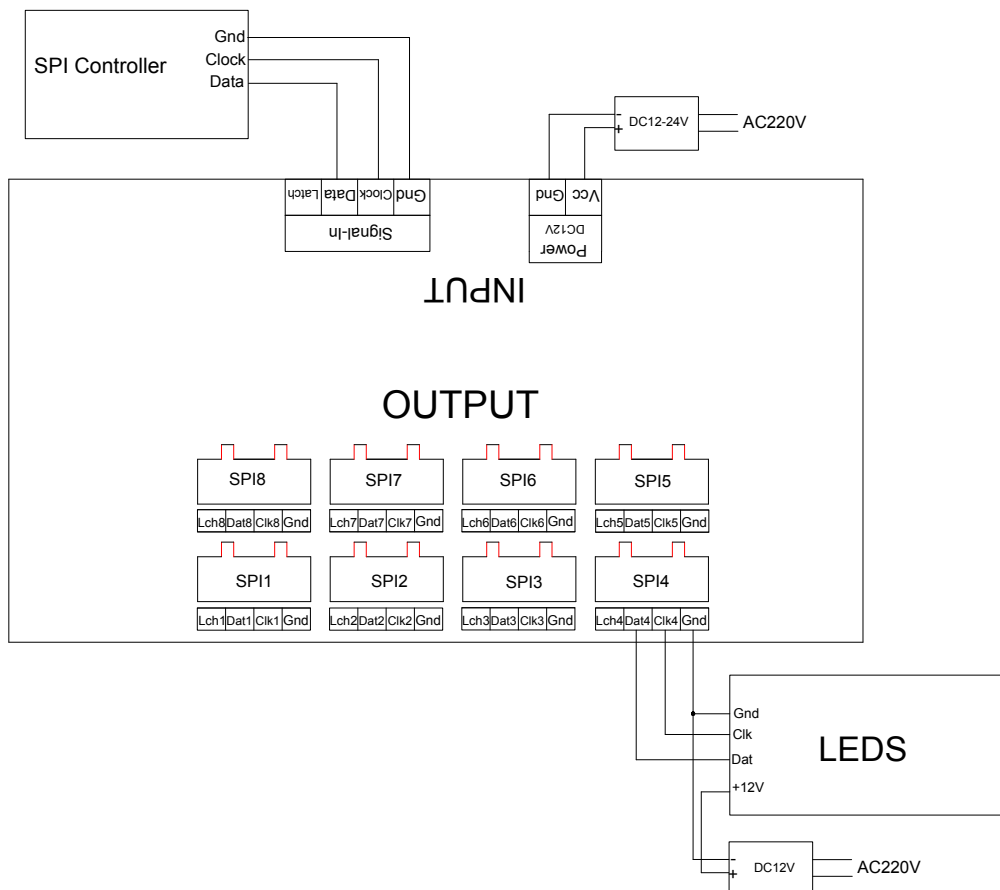 SPI Controller
Gnd
Clock
Data
DC12-24V
-
+
AC220V
Latch Data Clock Gnd
Signal-In
Gnd Vcc
Power
DC12V
INPUT
OUTPUT
SPI8 SPI7 SPI6 SPI5
Lch8 Dat8 Clk8 Gnd Lch7 Dat7 Clk7 Gnd Lch6 Dat6 Clk6 Gnd Lch5 Dat5 Clk5 Gnd
SPI1 SPI2 SPI3 SPI4
Lch1 Dat1 Clk1 Gnd Lch2 Dat2 Clk2 Gnd Lch3 Dat3 Clk3 Gnd Lch4 Dat4 Clk4 Gnd
Gnd
Clk
Dat
+12V
LEDS
-
+
DC12V
AC220V